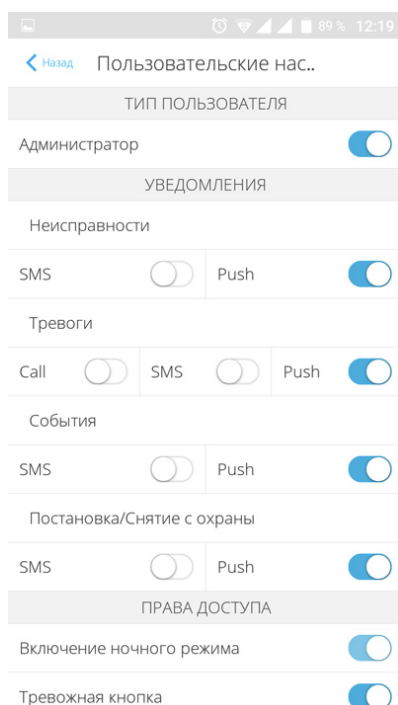 89 % 12:19
Назад Пользовательские нас..
ТИП ПОЛЬЗОВАТЕЛЯ
Администратор
УВЕДОМЛЕНИЯ
Неисправности
SMS Push
Тревоги
Call SMS Push
События
SMS Push
Постановка/Снятие с охраны
SMS Push
ПРАВА ДОСТУПА
Включение ночного режима
Тревожная кнопка